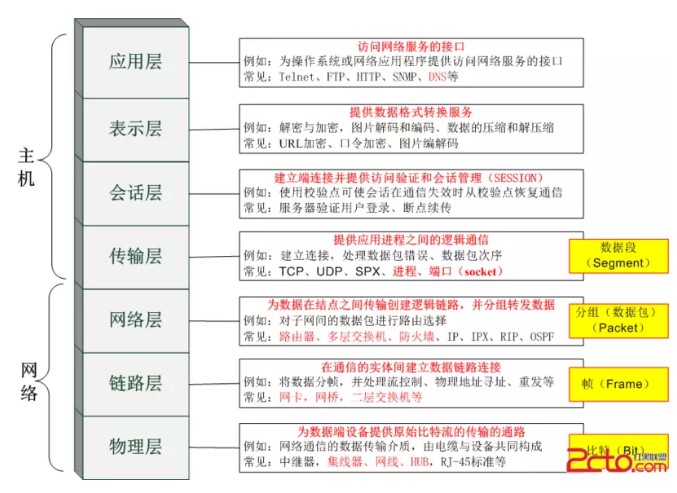 主机
网络
应用层
访问网络服务的接口
例如：为操作系统或网络应用程序提供访问网络服务的接口
常见：Telnet、FTP、HTTP、SNMP、DNS等
表示层
提供数据格式转换服务
例如：解密与加密，图片解码和编码、数据的压缩和解压缩
常见：URL加密、口令加密、图片编解码
会话层
建立端连接并提供访问验证和会话管理（SESSION）
例如：使用校验点可使会话在通信失效时从校验点恢复通信
常见：服务器验证用户登录、断点续传
传输层
提供应用进程之间的逻辑通信
例如：建立连接，处理数据包错误、数据包次序
常见：TCP、UDP、SPX、进程、端口（socket）
数据段
（Segment）
网络层
为数据在结点之间传输创建逻辑链路，并分组转发数据
例如：对子网间的数据包进行路由选择
常见：路由器、多层交换机、防火墙、IP、IPX、RIP、OSPF
分组（数据包）
（Packet）
链路层
在通信的实体间建立数据链路连接
例如：将数据分帧，并处理流控制、物理地址寻址、重发等
常见：网卡，网桥，二层交换机等
帧（Frame）
物理层
为数据端设备提供原始比特流的传输的通路
例如：网络通信的数据传输介质，由电缆与设备共同构成
常见：中继器，集线器、网线、HUB，RJ-45标准等
比特（Bit）
2cto.com
红黑联盟